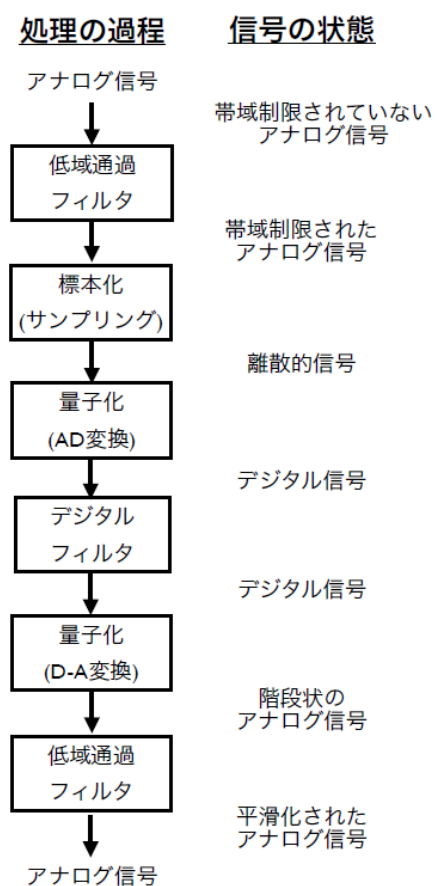 処理の過程 信号の状態
アナログ信号
帯域制限されていない
アナログ信号
低域通過
フィルタ
帯域制限された
アナログ信号
標本化
(サンプリング)
離散的信号
量子化
(AD変換)
デジタル信号
デジタル
フィルタ
デジタル信号
量子化
(D-A変換)
階段状の
アナログ信号
低域通過
フィルタ
平滑化された
アナログ信号
アナログ信号